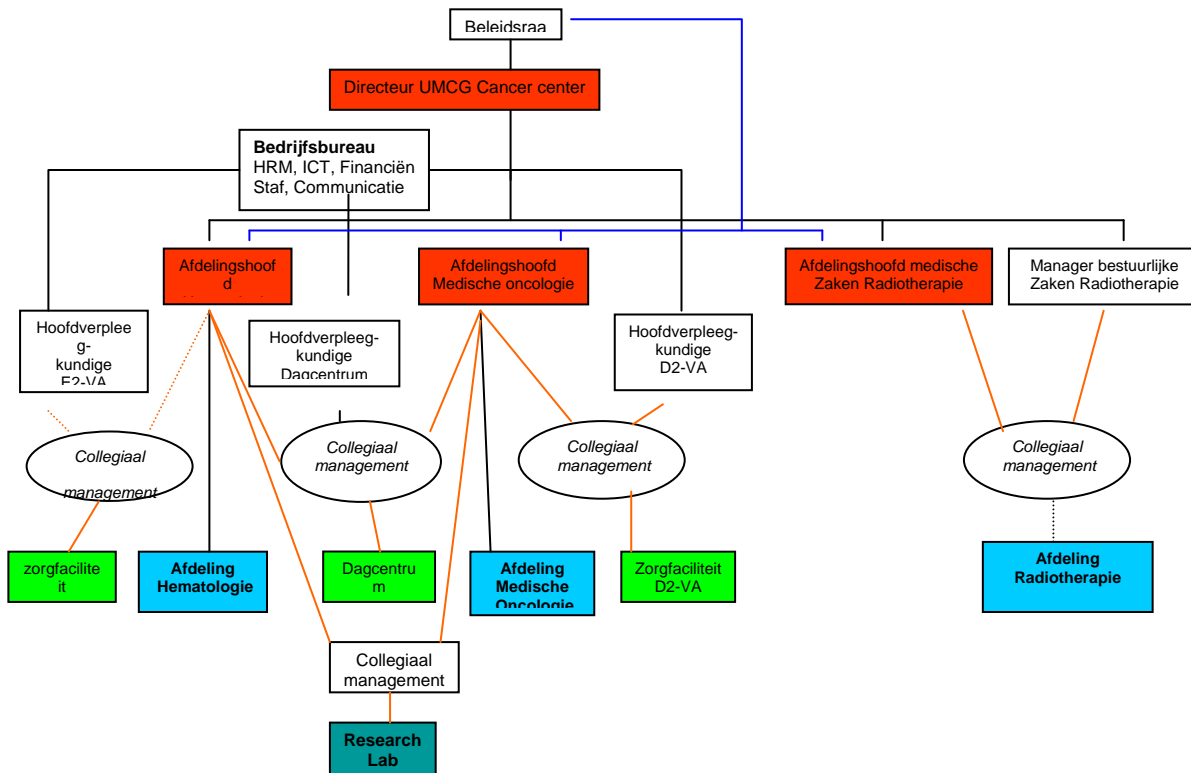 Beleidsraa
Directeur UMCG Cancer center
Bedrijfsbureau
HRM, ICT, Financiën
Staf, Communicatie
Afdelingshoof
d
Afdelingshoofd
Medische oncologie
Afdelingshoofd medische
Zaken Radiotherapie
Manager bestuurlijke
Zaken Radiotherapie
Hoofdverplee
g-
kundige
E2-VA
Hoofdverpleeg-
kundige
Dagcentrum
Hoofdverpleeg-
kundige
D2-VA
Collegiaal
management
Collegiaal
management
Collegiaal
management
Collegiaal
management
zorgfacilite
it
Afdeling
Hematologie
Dagcentru
m
Afdeling
Medische
Oncologie
Zorgfaciliteit
D2-VA
Afdeling
Radiotherapie
Collegiaal
management
Research
Lab